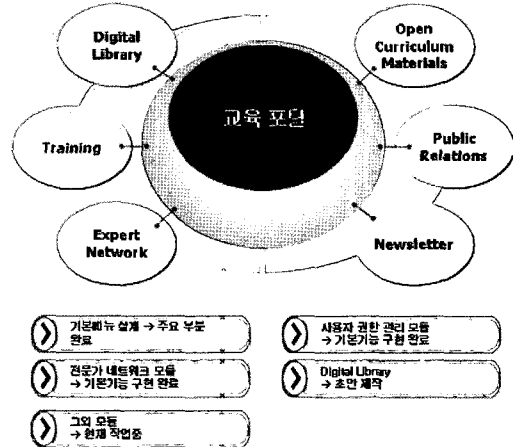 Digital
Library
Open
Curriculum
Materials
교육 포탈
Training
Public
Relations
Expert
Network
Newsletter
기본메뉴 설계 → 주요 부분
완료
사용자 권한 관리 모듈
→ 기본기능 구현 완료
전문가 네트워크 모듈
→ 기본기능 구현 완료
Digital Library
→ 초안 제작
그외 모듈
→ 현재 작업중